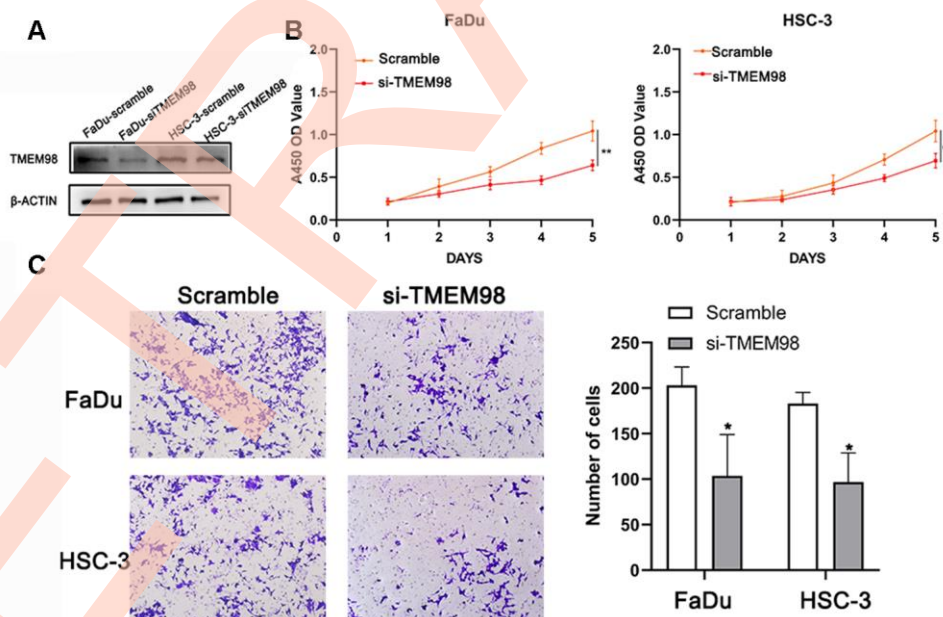 A
FaDu-scramble
FaDu-siTMEM98
HSC-3-scramble
HSC-3-siTMEM98
TMEM98
β-ACTIN
B
FaDu
A450 OD Value
2.0
1.5
1.0
0.5
0.0
0 1 2 3 4 5
DAYS
Scramble
si-TMEM98
**
HSC-3
A450 OD Value
2.0
1.5
1.0
0.5
0.0
0 1 2 3 4 5
DAYS
Scramble
si-TMEM98
C
Scramble
si-TMEM98
FaDu
HSC-3
Scramble
si-TMEM98
Number of cells
250
200
150
100
50
0
*
*
FaDu
HSC-3